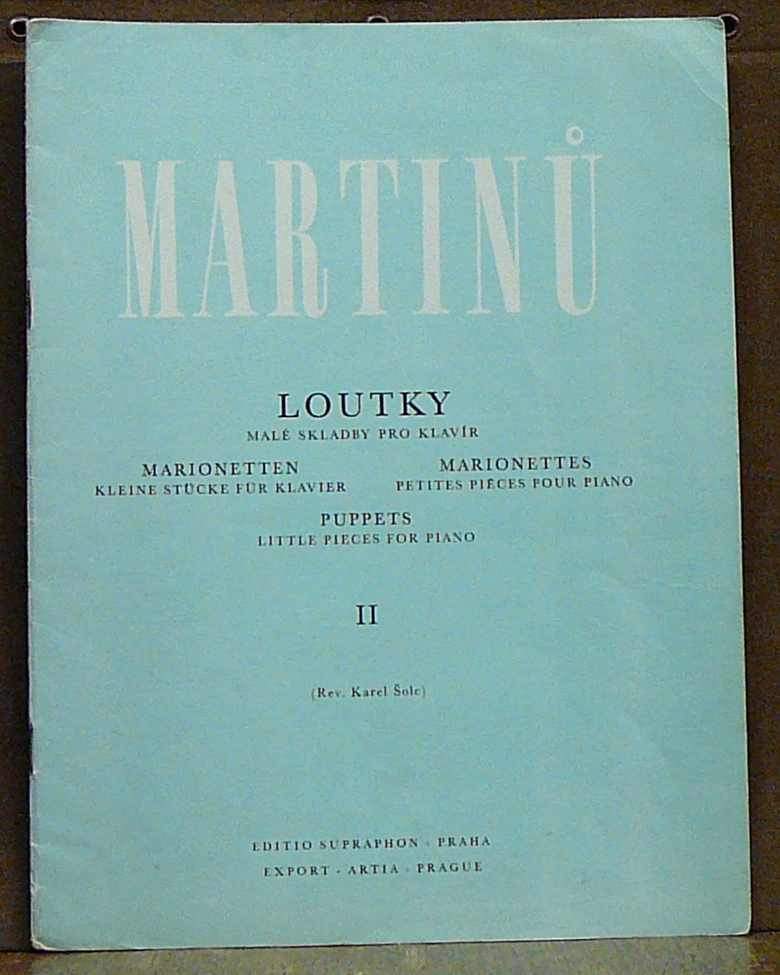 MARTINŮ
LOUTKY
MALÉ SKLADBY PRO KLAVÍR
MARIONETTEN
KLEINE STÜCKE FÜR KLAVIER
MARIONETTES
PETITES PIÈCES POUR PIANO
PUPPETS
LITTLE PIECES FOR PIANO
II
(Rev. Karel Šolc)
EDITIO SUPRAPHON · PRAHA
EXPORT - ARTIA - PRAGUE